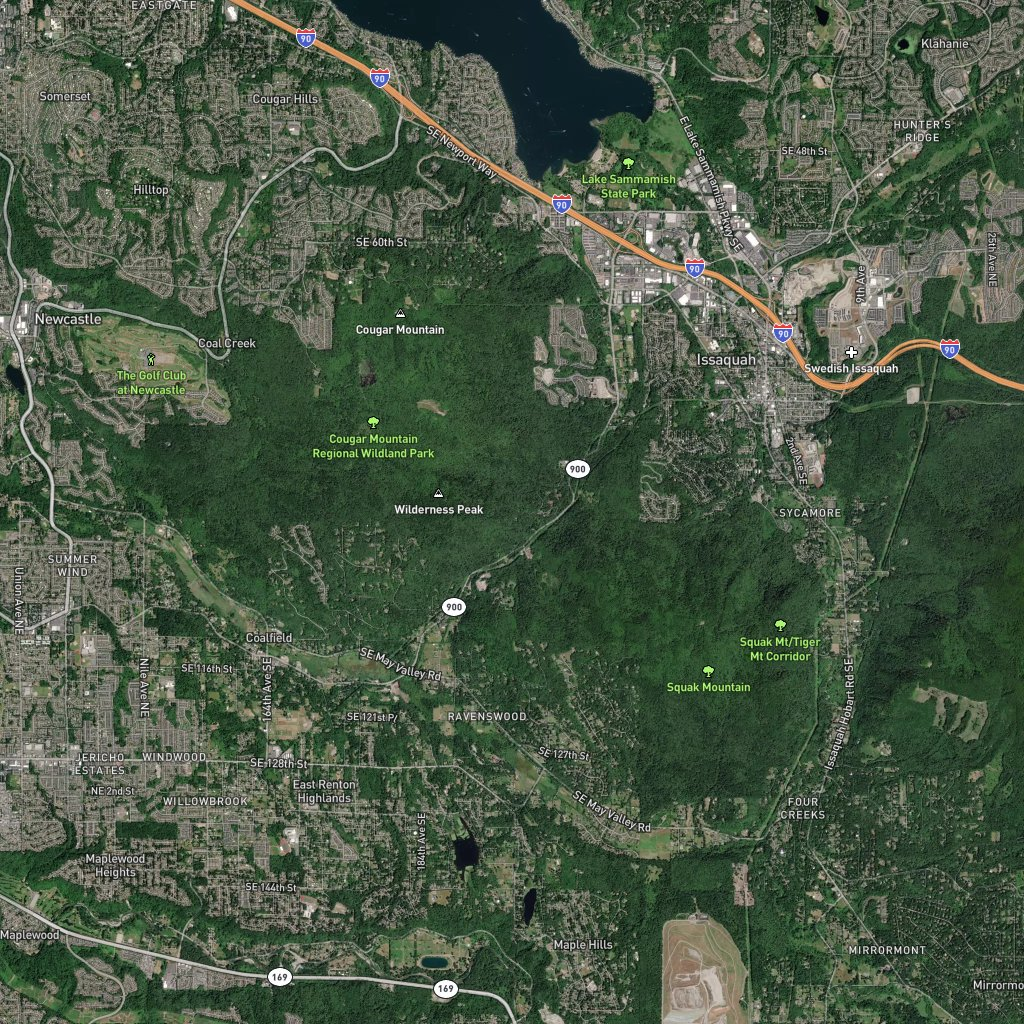 EASTGATE
90
90
Klahanie
Somerset
Cougar Hills
SE Newport Way
E Lake Sammamish Pkwy SE
HUNTER'S
RIDGE
SE 48th St
Lake Sammamish
State Park
Hilltop
90
SE 60th St
25th Ave NE
90
9th Ave
Newcastle
Cougar Mountain
90
Coal Creek
90
Issaquah
Swedish Issaquah
The Golf Club
at Newcastle
Cougar Mountain
Regional Wildland Park
2nd Ave SE
900
Wilderness Peak
SYCAMORE
SUMMER
WIND
Union Ave NE
900
Coalfield
Squak Mt/Tiger
Mt Corridor
SE May Valley Rd
SE 116th St
Nile Ave NE
164th Ave SE
Squak Mountain
Issaquah Hobart Rd SE
SE 121st Pl
RAVENSWOOD
JERICHO
ESTATES
WINDWOOD
SE 128th St
SE 127th St
NE 2nd St
WILLOWBROOK
East Renton
Highlands
SE May Valley Rd
FOUR
CREEKS
184th Ave SE
Maplewood
Heights
SE 144th St
Maplewood
Maple Hills
MIRRORMONT
169
169
Mirrormo